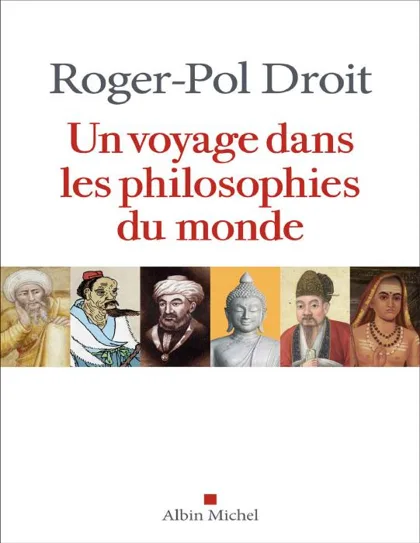 Roger-Pol Droit
Un voyage dans
les philosophies
du monde
Albin Michel